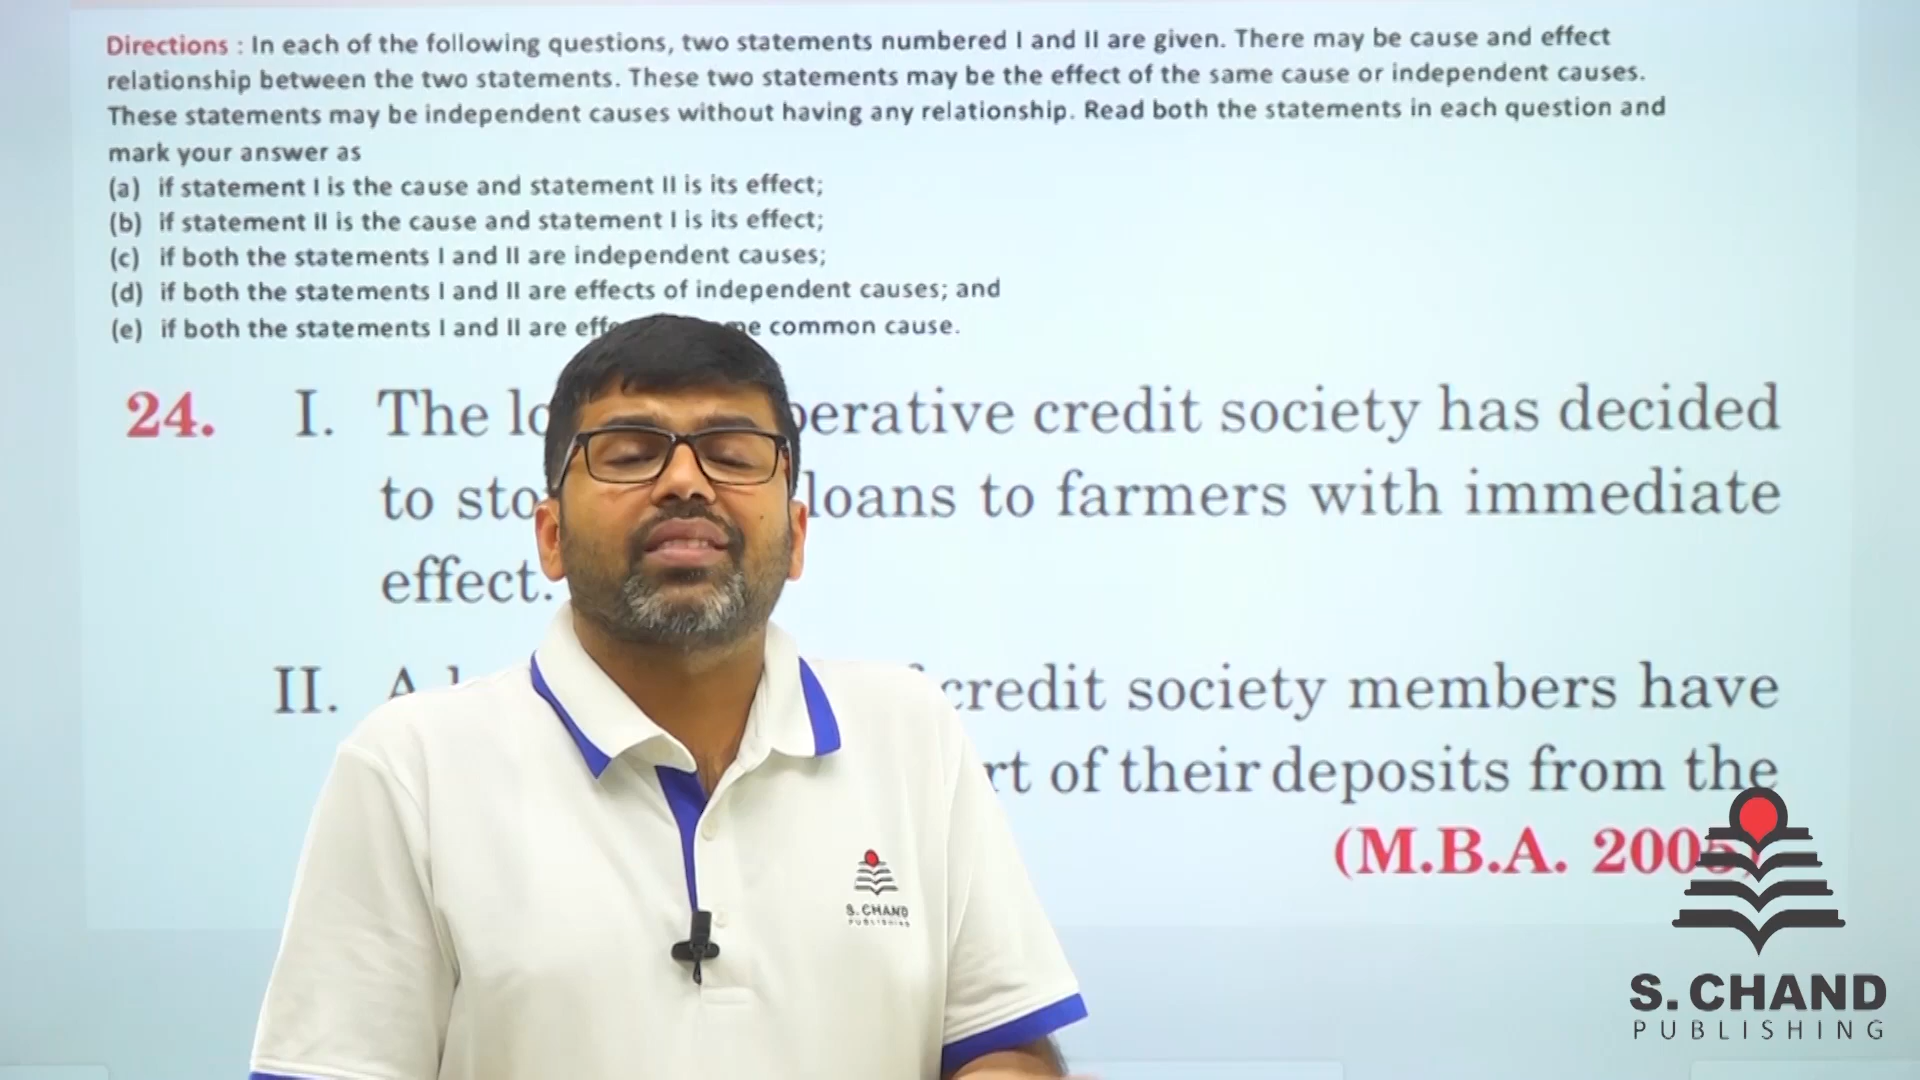 Directions : In each of the following questions, two statements numbered I and II are given. There may be cause and effect
relationship between the two statements. These two statements may be the effect of the same cause or independent causes.
These statements may be independent causes without having any relationship. Read both the statements in each question and
mark your answer as
(a) if statement I is the cause and statement II is its effect;
(b) if statement II is the cause and statement I is its effect;
(c) if both the statements I and II are independent causes;
(d) if both the statements I and II are effects of independent causes; and
(e) if both the statements I and II are common cause.
24. I. The credit society has decided
to loans to farmers with immediate
effect.
II. A credit society members have
of their deposits from the
(M.B.A.
S. CHAND
PUBLISHING
S. CHAND
PUBLISHING